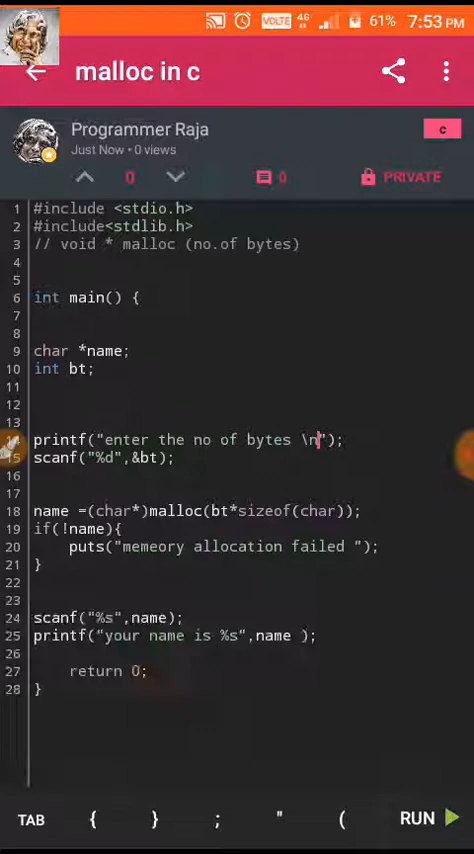 VOLTE 4G 61% 7:53 PM
malloc in c
Programmer Raja
c
Just Now • 0 views
0 0 PRIVATE
1 #include <stdio.h>
2 #include<stdlib.h>
3 // void * malloc (no.of bytes)
4
5
6 int main() {
7
8
9 char *name;
10 int bt;
11
12
13
14 printf("enter the no of bytes \n");
15 scanf("%d",&bt);
16
17
18 name =(char*)malloc(bt*sizeof(char));
19 if(!name){
20 puts("memeory allocation failed ");
21 }
22
23
24 scanf("%s",name);
25 printf("your name is %s",name );
26
27 return 0;
28 }
TAB { } ; " ( RUN